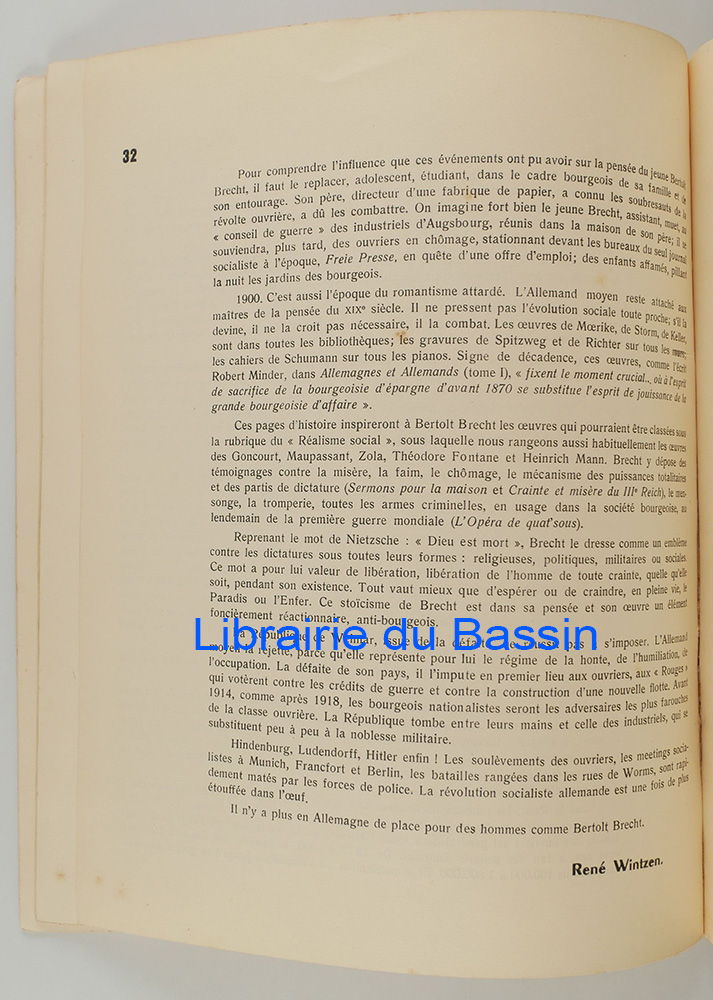 32
Pour comprendre l'influence que ces événements ont pu avoir sur la pensée du jeune Bertolt
Brecht, il faut le replacer, adolescent, étudiant, dans le cadre bourgeois de sa famille et de
son entourage. Son père, directeur d'une fabrique de papier, a connu les soubresauts de la
révolte ouvrière, a dû les combattre. On imagine fort bien le jeune Brecht, assistant, muet, au
« conseil de guerre » des industriels d'Augsbourg, réunis dans la maison de son père; il se
souviendra, plus tard, des ouvriers en chômage, stationnant devant les bureaux du seul journal
socialiste à l'époque, Freie Presse, en quête d'une offre d'emploi; des enfants affamés, pillant
la nuit les jardins des bourgeois.
1900. C'est aussi l'époque du romantisme attardé. L'Allemand moyen reste attaché aux
maîtres de la pensée du XIXe siècle. Il ne pressent pas l'évolution sociale toute proche; s'il la
devine, il ne la croit pas nécessaire, il la combat. Les œuvres de Mœrike, de Storm, de Keller,
sont dans toutes les bibliothèques; les gravures de Spitzweg et de Richter sur tous les murs;
les cahiers de Schumann sur tous les pianos. Signe de décadence, ces œuvres, comme l'écrit
Robert Minder, dans Allemagnes et Allemands (tome I), « fixent le moment crucial... où à l'esprit
de sacrifice de la bourgeoisie d'épargne d'avant 1870 se substitue l'esprit de jouissance de la
grande bourgeoisie d'affaire ».
Ces pages d'histoire inspireront à Bertolt Brecht les œuvres qui pourraient être classées sous
la rubrique du « Réalisme social », sous laquelle nous rangeons aussi habituellement les œuvres
des Goncourt, Maupassant, Zola, Théodore Fontane et Heinrich Mann. Brecht y dépose des
témoignages contre la misère, la faim, le chômage, le mécanisme des puissances totalitaires
et des partis de dictature (Sermons pour la maison et Crainte et misère du IIIe Reich), le men-
songe, la tromperie, toutes les armes criminelles, en usage dans la société bourgeoise, au
lendemain de la première guerre mondiale (L'Opéra de quat'sous).
Reprenant le mot de Nietzsche : « Dieu est mort », Brecht le dresse comme un emblème
contre les dictatures sous toutes leurs formes : religieuses, politiques, militaires ou sociales.
Ce mot a pour lui valeur de libération, libération de l'homme de toute crainte, quelle qu'elle
soit, pendant son existence. Tout vaut mieux que d'espérer ou de craindre, en pleine vie, le
Paradis ou l'Enfer. Ce stoïcisme de Brecht est dans sa pensée et son œuvre un élément
foncièrement réactionnaire, anti-bourgeois.
Librairie du Bassin
La République de Weimar, issue de la défaite, ne réussit pas à s'imposer. L'Allemand
moyen la rejette, parce qu'elle représente pour lui le régime de la honte, de l'humiliation, de
l'occupation. La défaite de son pays, il l'impute en premier lieu aux ouvriers, aux « Rouges »
qui votèrent contre les crédits de guerre et contre la construction d'une nouvelle flotte. Avant
1914, comme après 1918, les bourgeois nationalistes seront les adversaires les plus farouches
de la classe ouvrière. La République tombe entre leurs mains et celle des industriels, qui se
substituent peu à peu à la noblesse militaire.
Hindenburg, Ludendorff, Hitler enfin ! Les soulèvements des ouvriers, les meetings socia-
listes à Munich, Francfort et Berlin, les batailles rangées dans les rues de Worms, sont rapi-
dement matés par les forces de police. La révolution socialiste allemande est une fois de plus
étouffée dans l'œuf.
Il n'y a plus en Allemagne de place pour des hommes comme Bertolt Brecht.
René Wintzen.